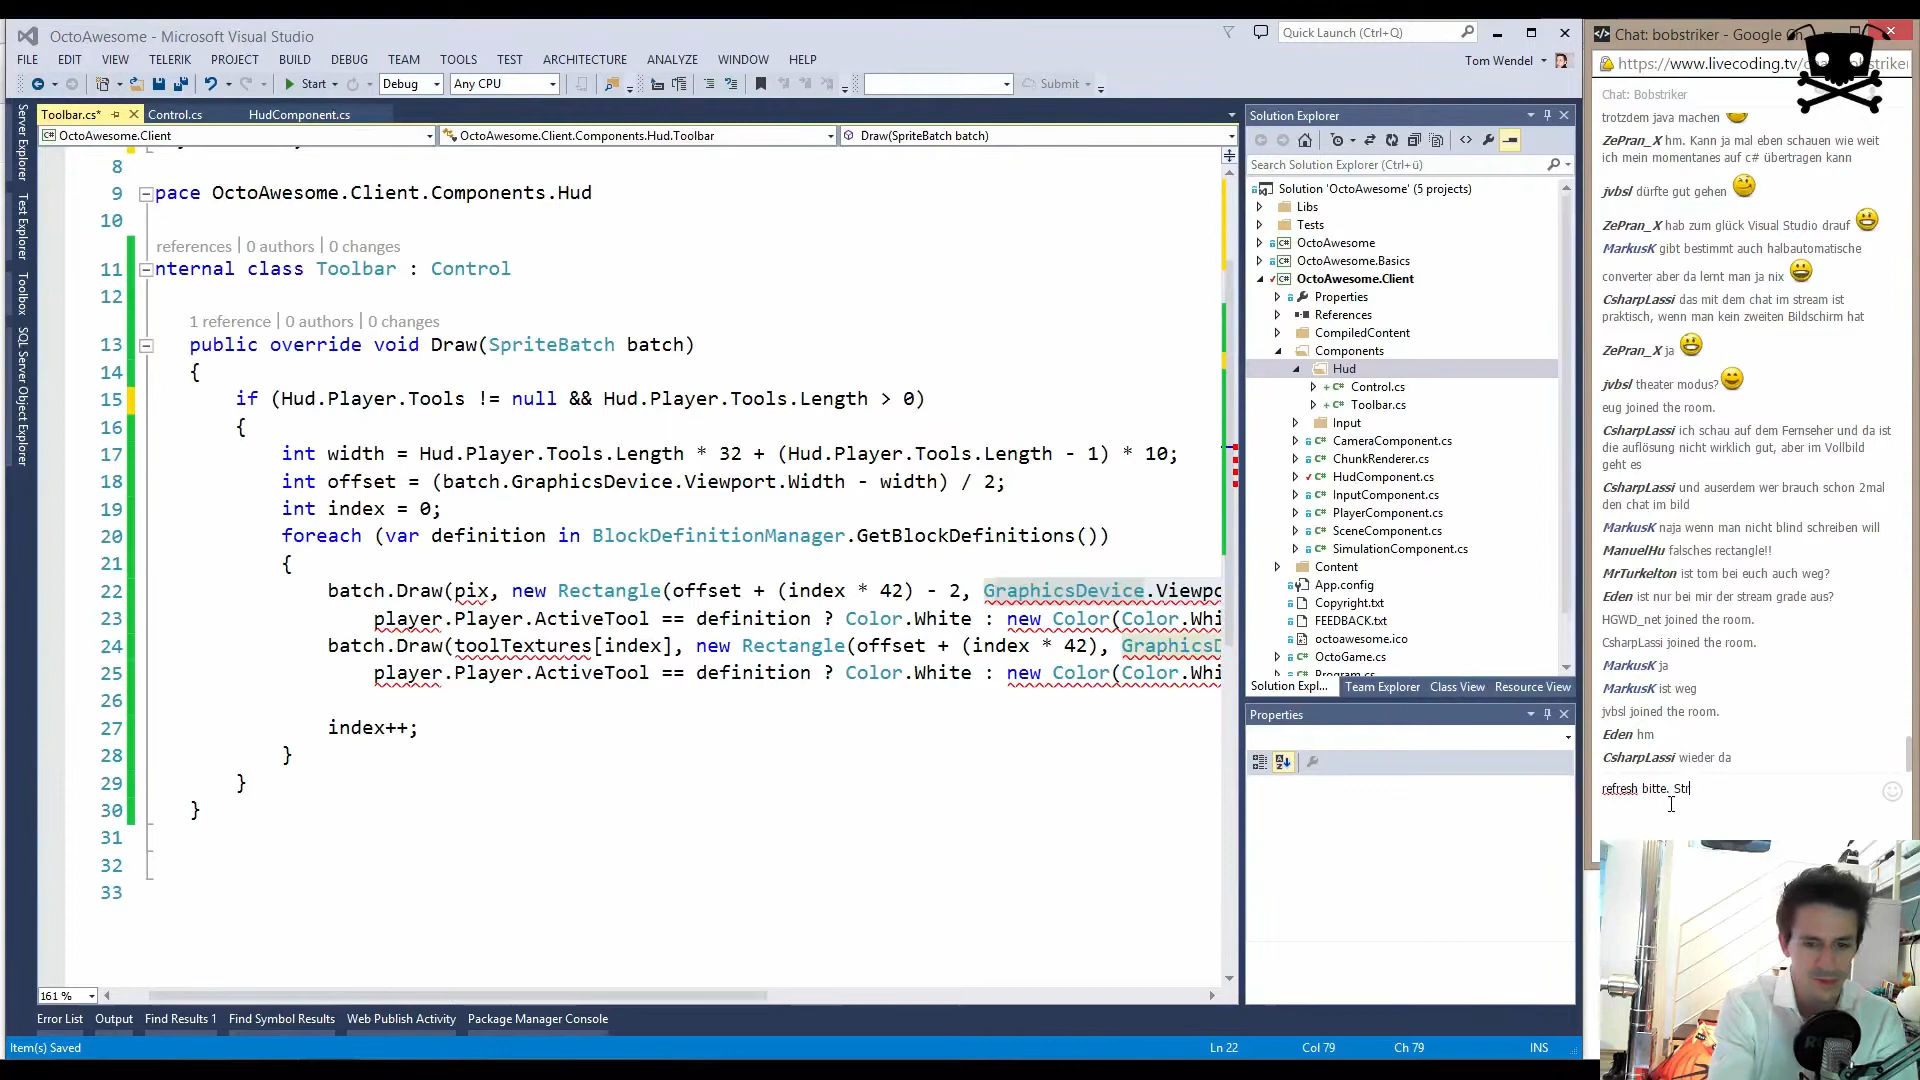 OctoAwesome - Microsoft Visual Studio
Quick Launch (Ctrl+Q)
FILE EDIT VIEW TELERIK PROJECT BUILD DEBUG TEAM TOOLS TEST ARCHITECTURE ANALYZE WINDOW HELP
Tom Wendel
Start Debug Any CPU Submit
Toolbar.cs* Control.cs HudComponent.cs
OctoAwesome.Client OctoAwesome.Client.Components.Hud.Toolbar Draw(SpriteBatch batch)
Server Explorer
Test Explorer
Toolbox
SQL Server Object Explorer
8
9 pace OctoAwesome.Client.Components.Hud
10
references | 0 authors | 0 changes
11 nternal class Toolbar : Control
12
1 reference | 0 authors | 0 changes
13 public override void Draw(SpriteBatch batch)
14 {
15 if (Hud.Player.Tools != null && Hud.Player.Tools.Length > 0)
16 {
17 int width = Hud.Player.Tools.Length * 32 + (Hud.Player.Tools.Length - 1) * 10;
18 int offset = (batch.GraphicsDevice.Viewport.Width - width) / 2;
19 int index = 0;
20 foreach (var definition in BlockDefinitionManager.GetBlockDefinitions())
21 {
22 batch.Draw(pix, new Rectangle(offset + (index * 42) - 2, GraphicsDevice.Viewpo
23 player.Player.ActiveTool == definition ? Color.White : new Color(Color.Whi
24 batch.Draw(toolTextures[index], new Rectangle(offset + (index * 42), GraphicsD
25 player.Player.ActiveTool == definition ? Color.White : new Color(Color.Whi
26
27 index++;
28 }
29 }
30 }
31
32
33
161 %
Error List Output Find Results 1 Find Symbol Results Web Publish Activity Package Manager Console
Item(s) Saved Ln 22 Col 79 Ch 79 INS
Solution Explorer
Search Solution Explorer (Ctrl+ü)
Solution 'OctoAwesome' (5 projects)
Libs
Tests
OctoAwesome
OctoAwesome.Basics
OctoAwesome.Client
Properties
References
CompiledContent
Components
Hud
Control.cs
Toolbar.cs
Input
CameraComponent.cs
ChunkRenderer.cs
HudComponent.cs
InputComponent.cs
PlayerComponent.cs
SceneComponent.cs
SimulationComponent.cs
Content
App.config
Copyright.txt
FEEDBACK.txt
octoawesome.ico
OctoGame.cs
Program.cs
Solution Expl... Team Explorer Class View Resource View
Properties
Chat: bobstriker - Google
https://www.livecoding.tv/
Chat: Bobstriker
trotzdem java machen
ZePran_X hm. Kann ja mal eben schauen wie weit
ich mein momentanes auf c# übertragen kann
jvbsl dürfte gut gehen
ZePran_X hab zum glück Visual Studio drauf
MarkusK gibt bestimmt auch halbautomatische
converter aber da lernt man ja nix
CsharpLassi das mit dem chat im stream ist
praktisch, wenn man kein zweiten Bildschirm hat
ZePran_X ja
jvbsl theater modus?
eug joined the room.
CsharpLassi ich schau auf dem Fernseher und da ist
die auflösung nicht wirklich gut, aber im Vollbild
geht es
CsharpLassi und auserdem wer brauch schon 2mal
den chat im bild
MarkusK naja wenn man nicht blind schreiben will
ManuelHu falsches rectangle!!
MrTurkelton ist tom bei euch auch weg?
Eden ist nur bei mir der stream grade aus?
HGWD_net joined the room.
CsharpLassi joined the room.
MarkusK ja
MarkusK ist weg
jvbsl joined the room.
Eden hm
CsharpLassi wieder da
refresh bitte. Str